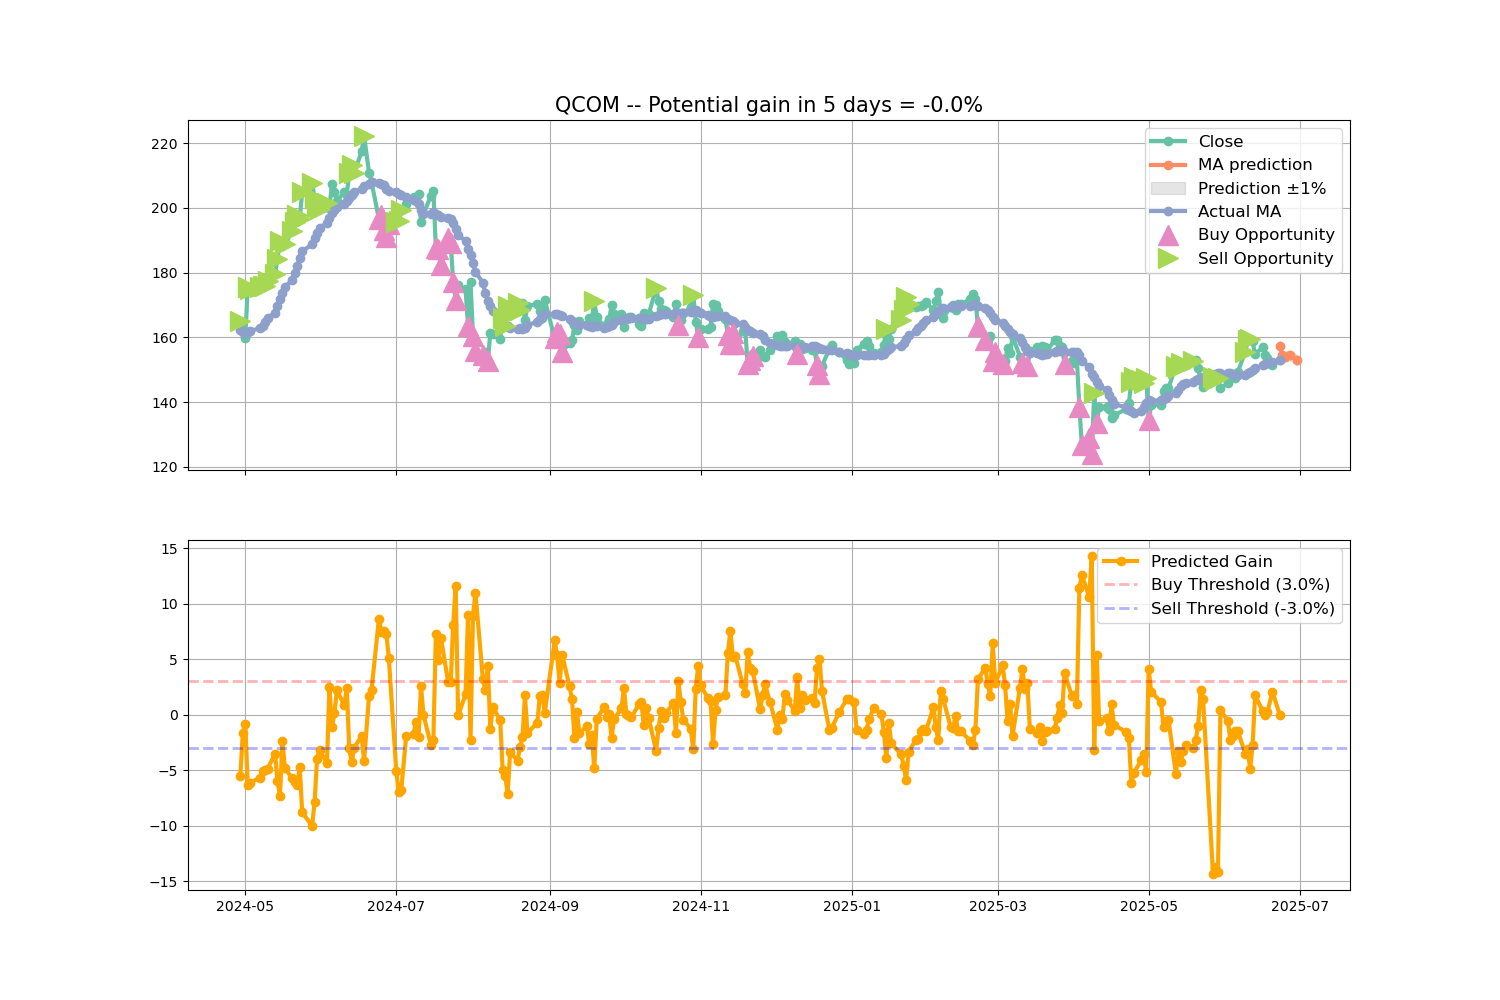 QCOM -- Potential gain in 5 days = -0.0%
220
200
180
160
140
120
Close
MA prediction
Prediction ±1%
Actual MA
Buy Opportunity
Sell Opportunity
15
10
5
0
−5
−10
−15
Predicted Gain
Buy Threshold (3.0%)
Sell Threshold (-3.0%)
2024-05
2024-07
2024-09
2024-11
2025-01
2025-03
2025-05
2025-07